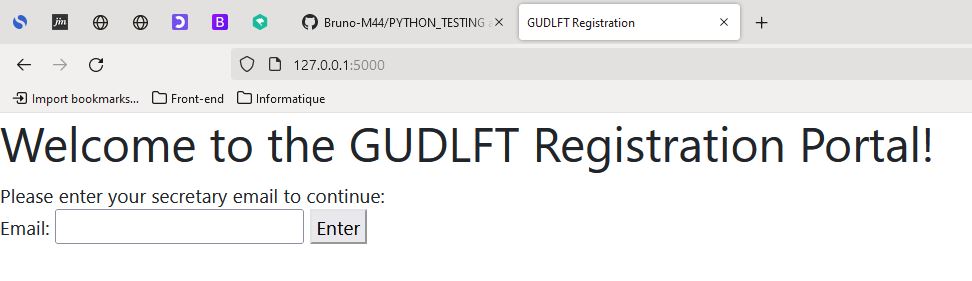 Bruno-M44/PYTHON_TESTING
GUDLFT Registration
127.0.0.1:5000
Import bookmarks... Front-end Informatique
Welcome to the GUDLFT Registration Portal!
Please enter your secretary email to continue:
Email: Enter